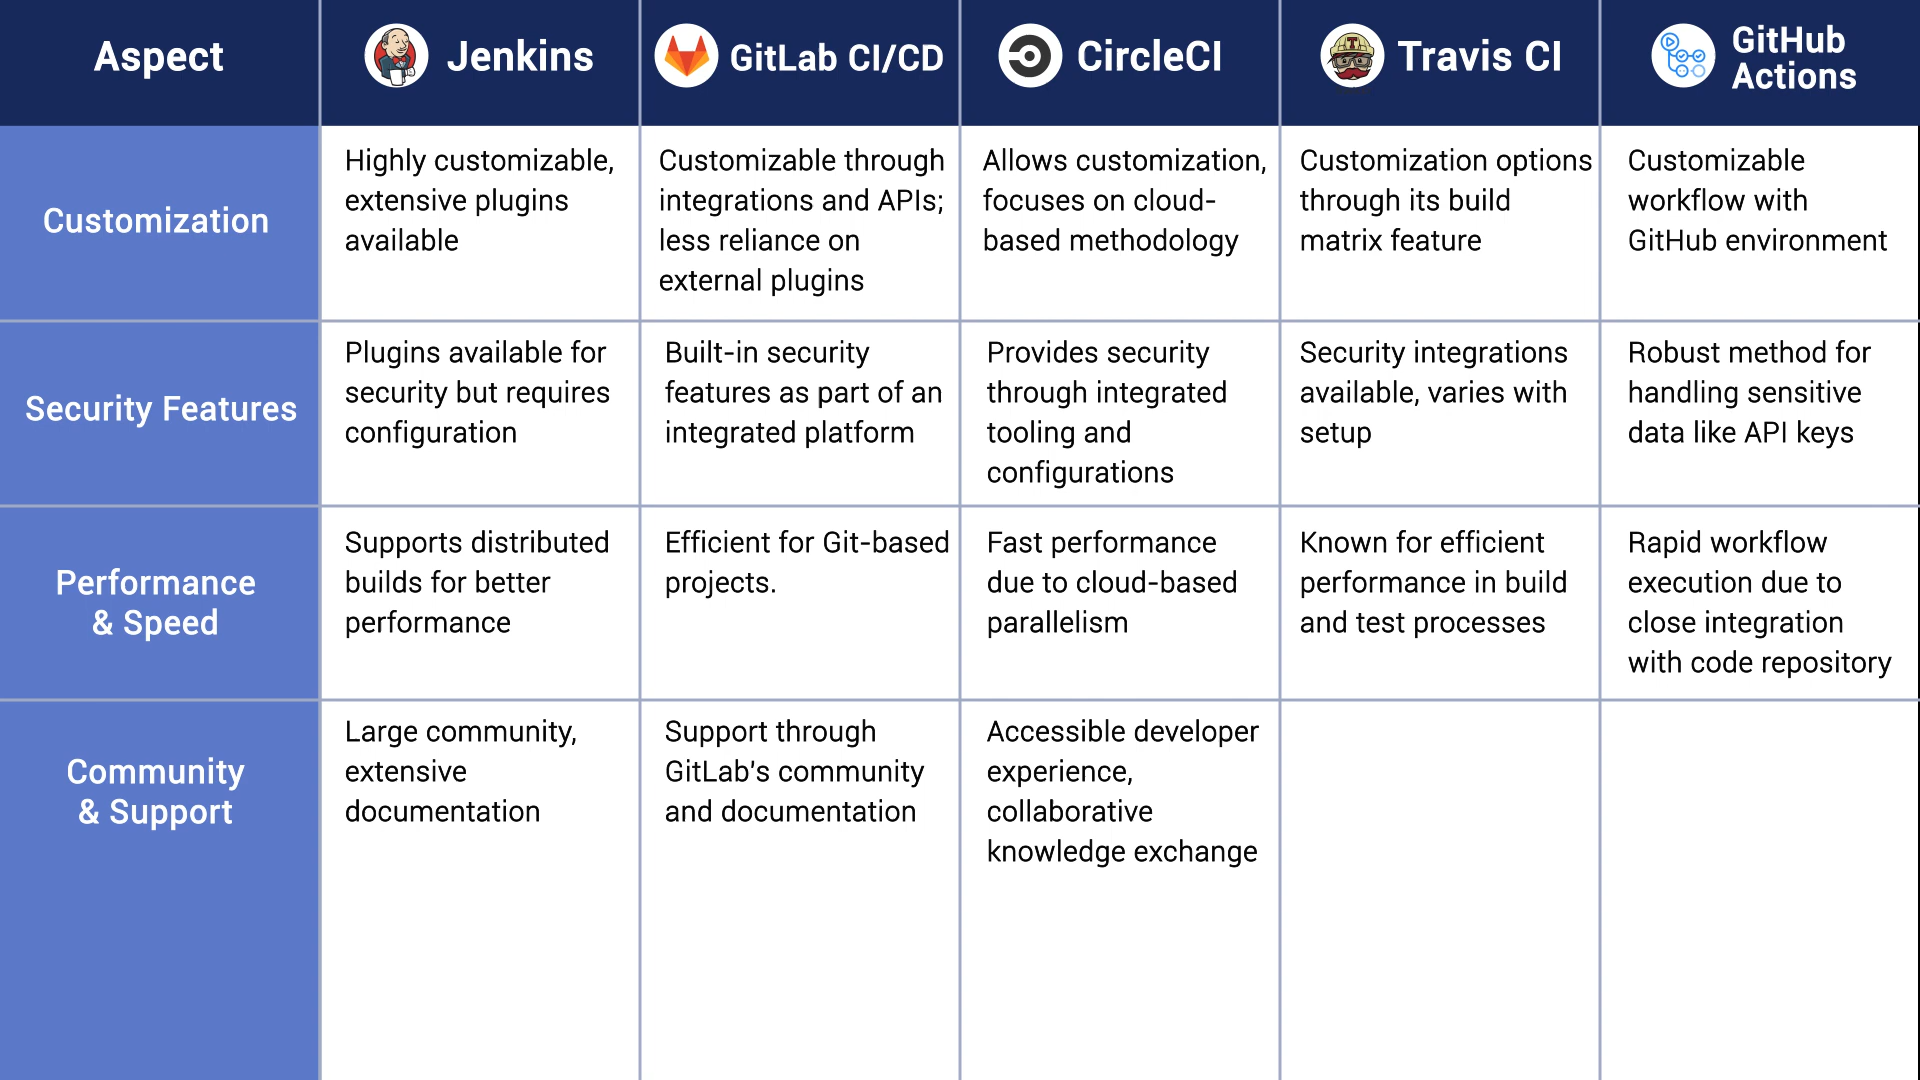 Aspect
Jenkins
GitLab CI/CD
CircleCI
Travis CI
GitHub
Actions
Customization
Highly customizable,
extensive plugins
available
Customizable through
integrations and APIs;
less reliance on
external plugins
Allows customization,
focuses on cloud-
based methodology
Customization options
through its build
matrix feature
Customizable
workflow with
GitHub environment
Security Features
Plugins available for
security but requires
configuration
Built-in security
features as part of an
integrated platform
Provides security
through integrated
tooling and
configurations
Security integrations
available, varies with
setup
Robust method for
handling sensitive
data like API keys
Performance
& Speed
Supports distributed
builds for better
performance
Efficient for Git-based
projects.
Fast performance
due to cloud-based
parallelism
Known for efficient
performance in build
and test processes
Rapid workflow
execution due to
close integration
with code repository
Community
& Support
Large community,
extensive
documentation
Support through
GitLab's community
and documentation
Accessible developer
experience,
collaborative
knowledge exchange